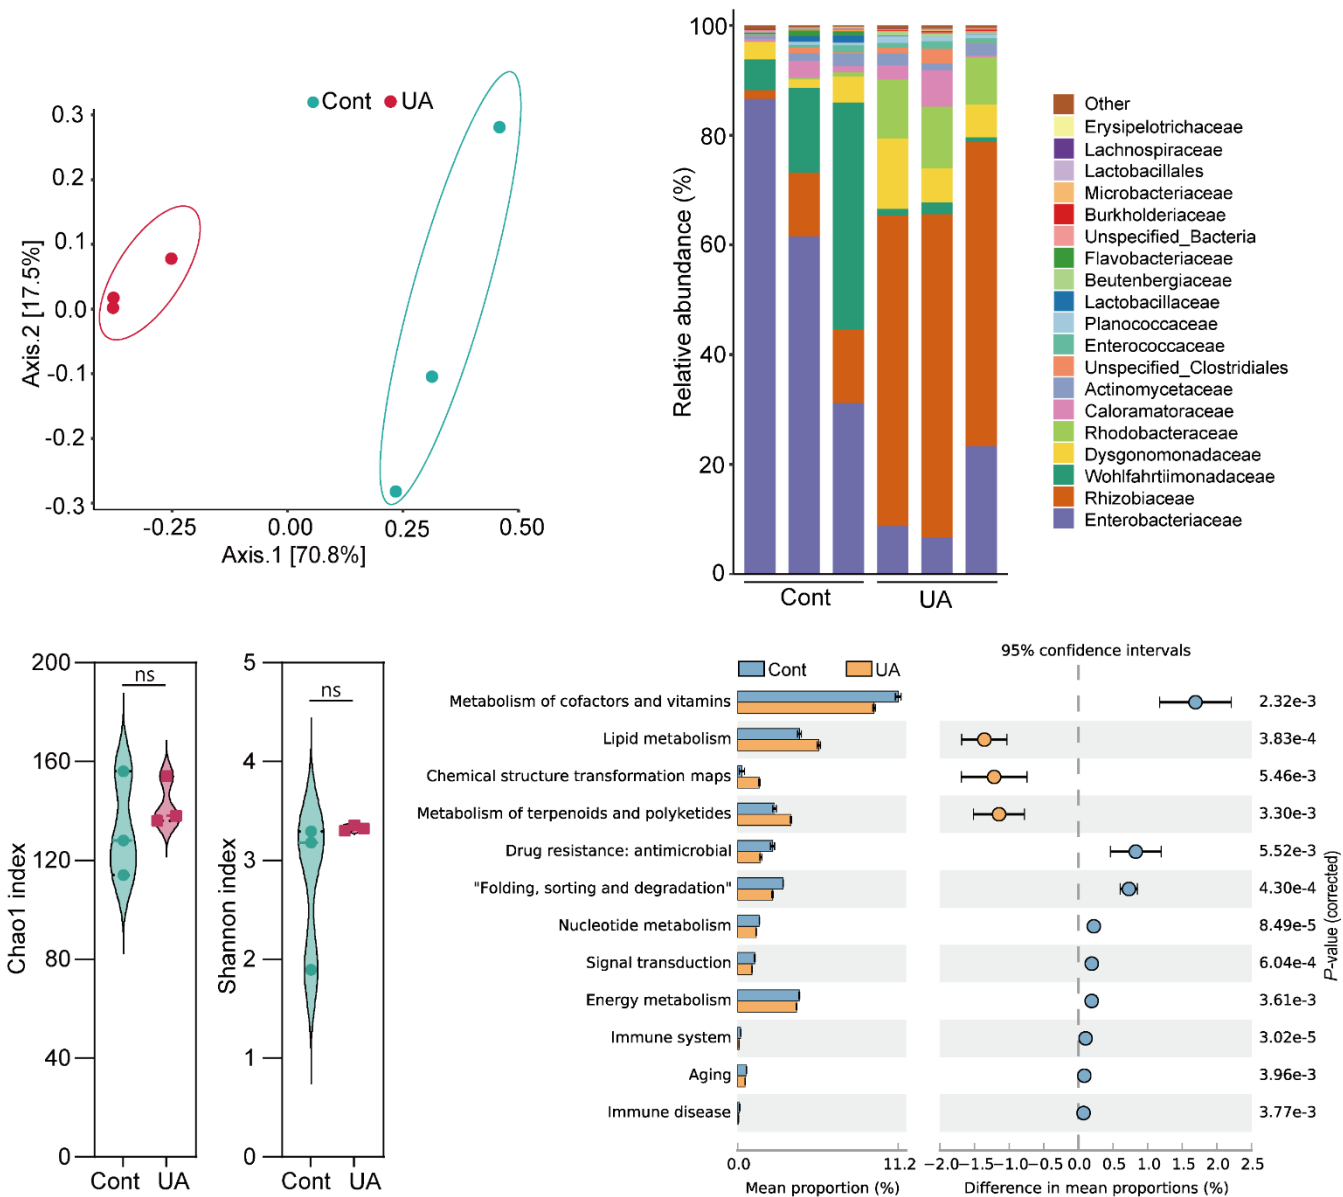 Cont UA
0.3
0.2
0.1
0.0
-0.1
-0.2
-0.3
Axis.2 [17.5%]
-0.25 0.00 0.25 0.50
Axis.1 [70.8%]
100
80
60
40
20
0
Relative abundance (%)
Cont UA
Other
Erysipelotrichaceae
Lachnospiraceae
Lactobacillales
Microbacteriaceae
Burkholderiaceae
Unspecified_Bacteria
Flavobacteriaceae
Beutenbergiaceae
Lactobacillaceae
Planococcaceae
Enterococcaceae
Unspecified_Clostridiales
Actinomycetaceae
Caloramatoraceae
Rhodobacteraceae
Dysgonomonadaceae
Wohlfahrtiimonadaceae
Rhizobiaceae
Enterobacteriaceae
200
160
120
80
40
0
Chao1 index
ns
Cont UA
5
4
3
2
1
0
Shannon index
ns
Cont UA
Cont UA
95% confidence intervals
Metabolism of cofactors and vitamins 2.32e-3
Lipid metabolism 3.83e-4
Chemical structure transformation maps 5.46e-3
Metabolism of terpenoids and polyketides 3.30e-3
Drug resistance: antimicrobial 5.52e-3
"Folding, sorting and degradation" 4.30e-4
Nucleotide metabolism 8.49e-5
Signal transduction 6.04e-4
Energy metabolism 3.61e-3
Immune system 3.02e-5
Aging 3.96e-3
Immune disease 3.77e-3
P-value (corrected)
0.0 11.2
Mean proportion (%)
-2.0 -1.5 -1.0 -0.5 0.0 0.5 1.0 1.5 2.0 2.5
Difference in mean proportions (%)